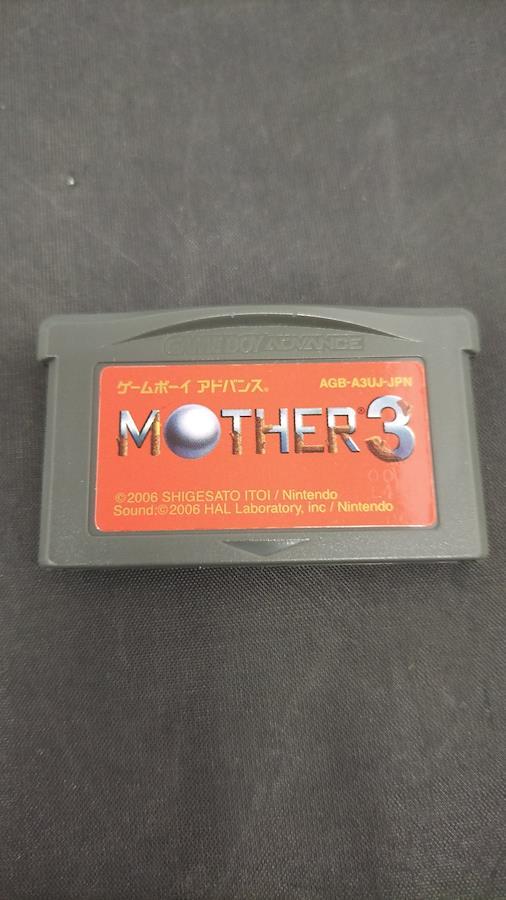 GAME BOY ADVANCE
ゲームボーイ アドバンス®
AGB-A3UJ-JPN
MOTHER®3
©2006 SHIGESATO ITOI / Nintendo
Sound:©2006 HAL Laboratory, inc / Nintendo